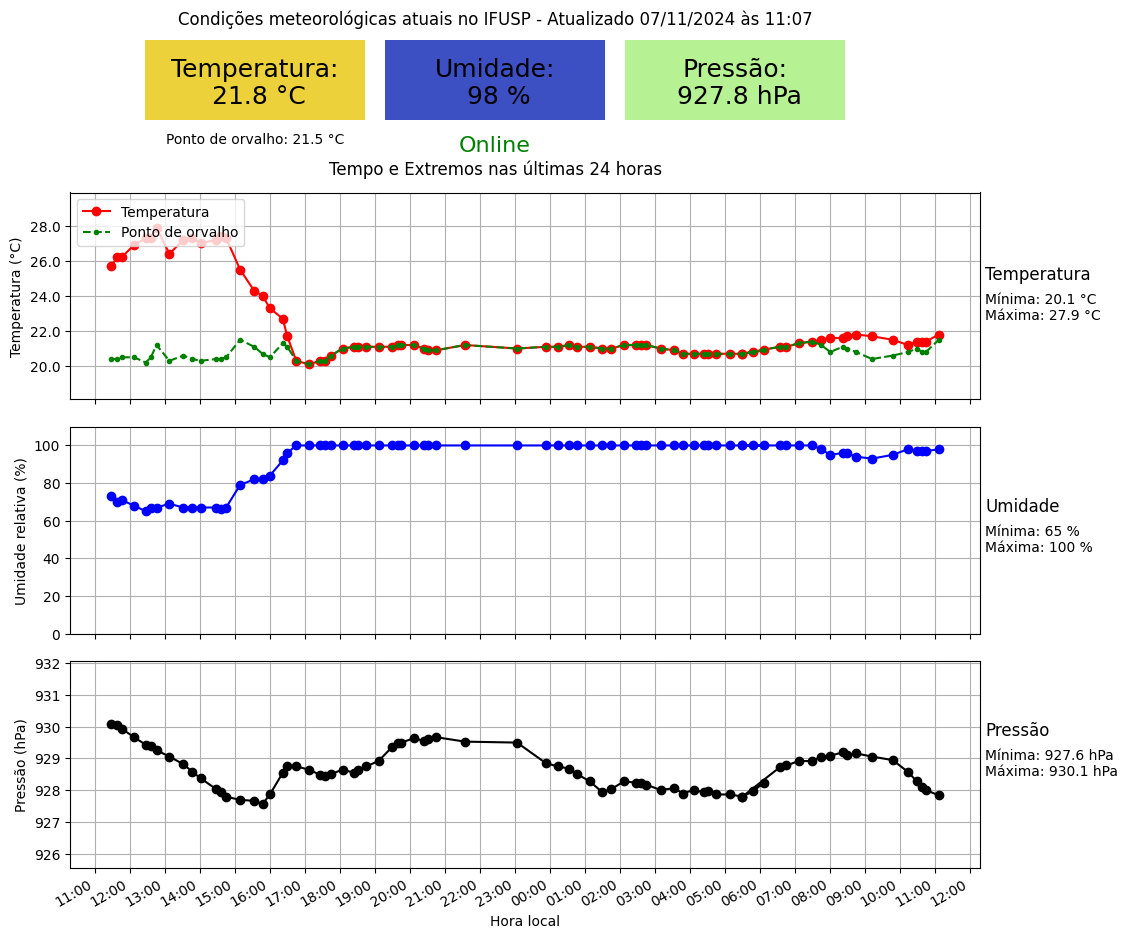 Condições meteorológicas atuais no IFUSP - Atualizado 07/11/2024 às 11:07
Temperatura:
21.8 °C
Umidade:
98 %
Pressão:
927.8 hPa
Ponto de orvalho: 21.5 °C
Online
Tempo e Extremos nas últimas 24 horas
Temperatura
Ponto de orvalho
Temperatura (°C)
28.0
26.0
24.0
22.0
20.0
Temperatura
Mínima: 20.1 °C
Máxima: 27.9 °C
Umidade relativa (%)
100
80
60
40
20
0
Umidade
Mínima: 65 %
Máxima: 100 %
Pressão (hPa)
932
931
930
929
928
927
926
Pressão
Mínima: 927.6 hPa
Máxima: 930.1 hPa
11:00 12:00 13:00 14:00 15:00 16:00 17:00 18:00 19:00 20:00 21:00 22:00 23:00 00:00 01:00 02:00 03:00 04:00 05:00 06:00 07:00 08:00 09:00 10:00 11:00 12:00
Hora local